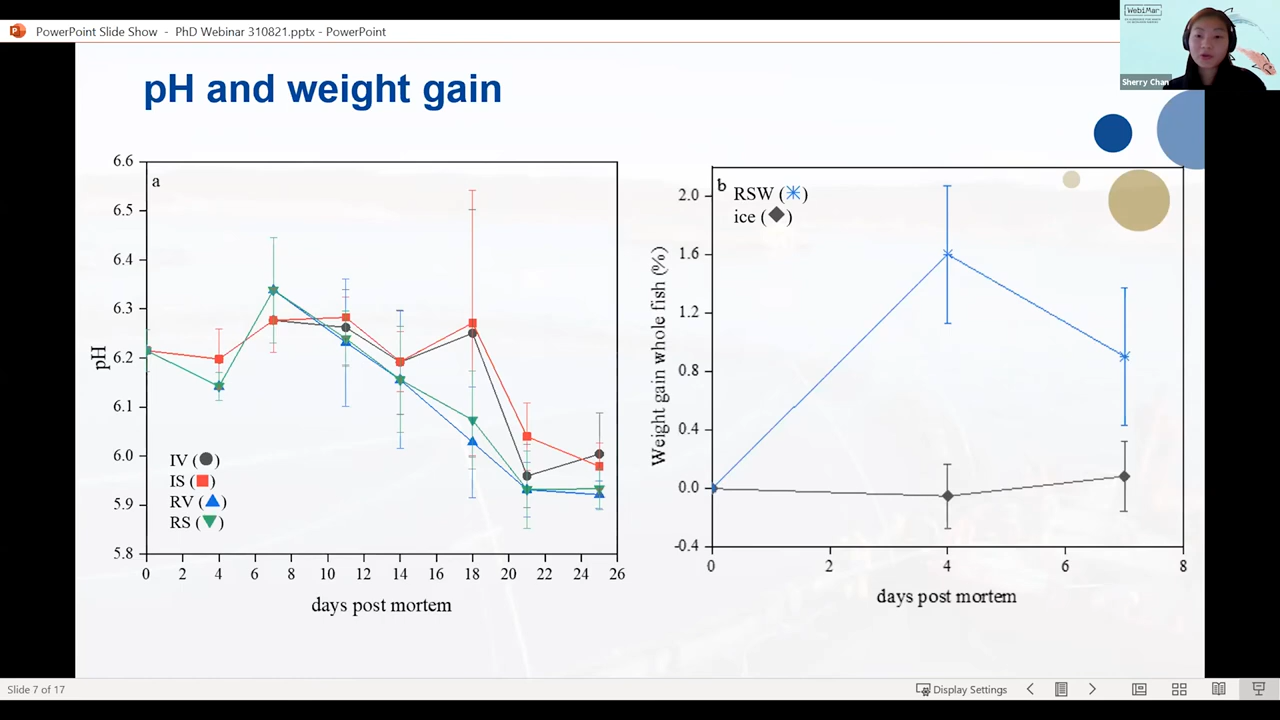 PowerPoint Slide Show - PhD Webinar 310821.pptx - PowerPoint
WebiMar
Sherry Chan
pH and weight gain
a
6.6
6.5
6.4
6.3
6.2
6.1
6.0
5.9
5.8
pH
IV ( )
IS ( )
RV ( )
RS ( )
0 2 4 6 8 10 12 14 16 18 20 22 24 26
days post mortem
b
RSW ( )
ice ( )
2.0
1.6
1.2
0.8
0.4
0.0
-0.4
Weight gain whole fish (%)
0 2 4 6 8
days post mortem
Slide 7 of 17
Display Settings